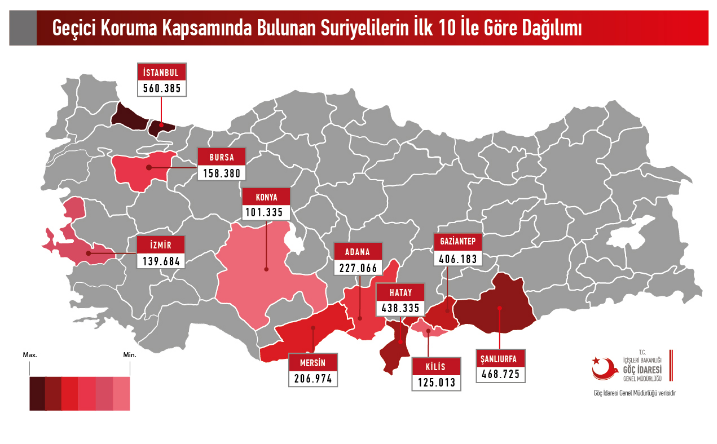 Geçici Koruma Kapsamında Bulunan Suriyelilerin İlk 10 İle Göre Dağılımı
İSTANBUL
560.385
BURSA
158.380
KONYA
101.335
İZMİR
139.684
ADANA
227.066
GAZİANTEP
406.183
HATAY
438.335
MERSİN
206.974
KİLİS
125.013
ŞANLIURFA
468.725
Max.
Min.
T.C.
İÇİŞLERİ BAKANLIĞI
GÖÇ İDARESİ
GENEL MÜDÜRLÜĞÜ
Göç İdaresi Genel Müdürlüğü verisidir